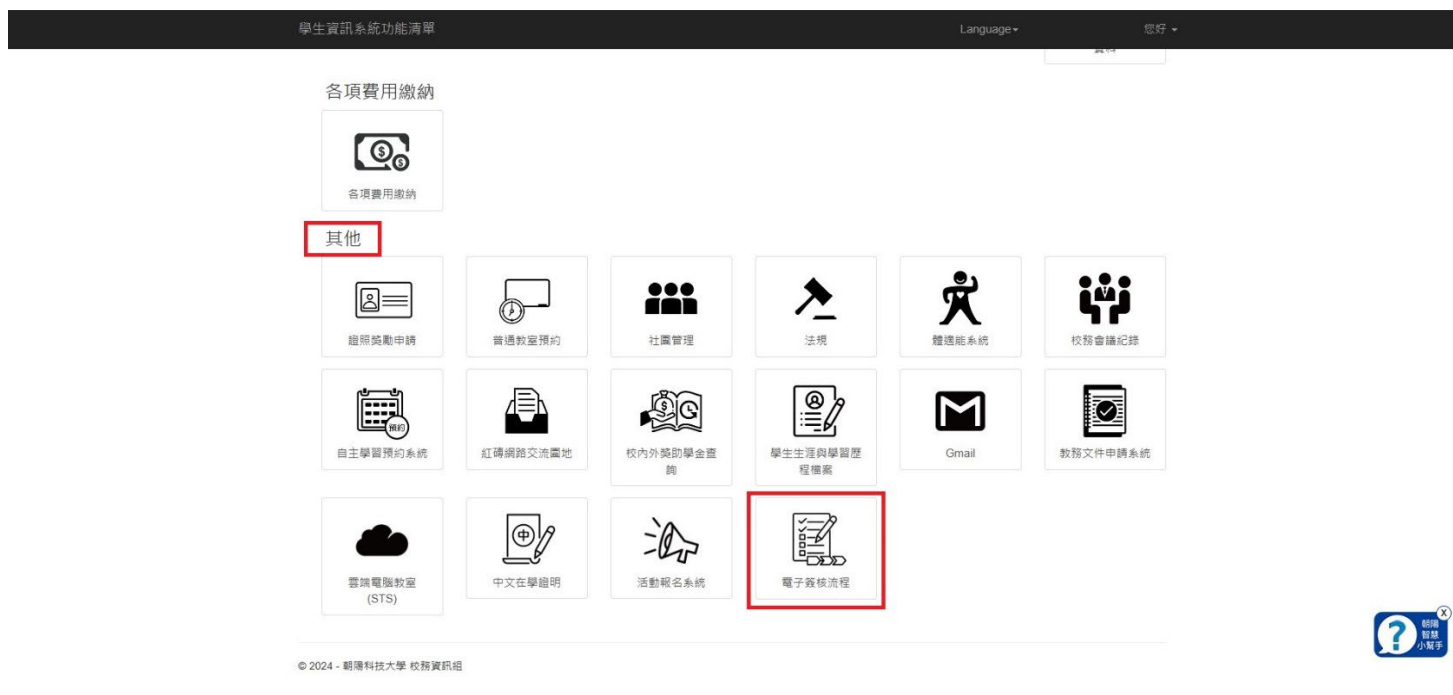 學生資訊系統功能清單
Language
您好
各項費用繳納
各項費用繳納
其他
證照獎勵申請
普通教室預約
社團管理
法規
體適能系統
校務會議紀錄
預約
自主學習預約系統
紅磚網路交流園地
校內外獎助學金查
詢
學生生涯與學習歷
程檔案
Gmail
教務文件申請系統
雲端電腦教室
(STS)
中
中文在學證明
活動報名系統
電子簽核流程
X
?
朝陽
智慧
小幫手
© 2024 - 朝陽科技大學 校務資訊組